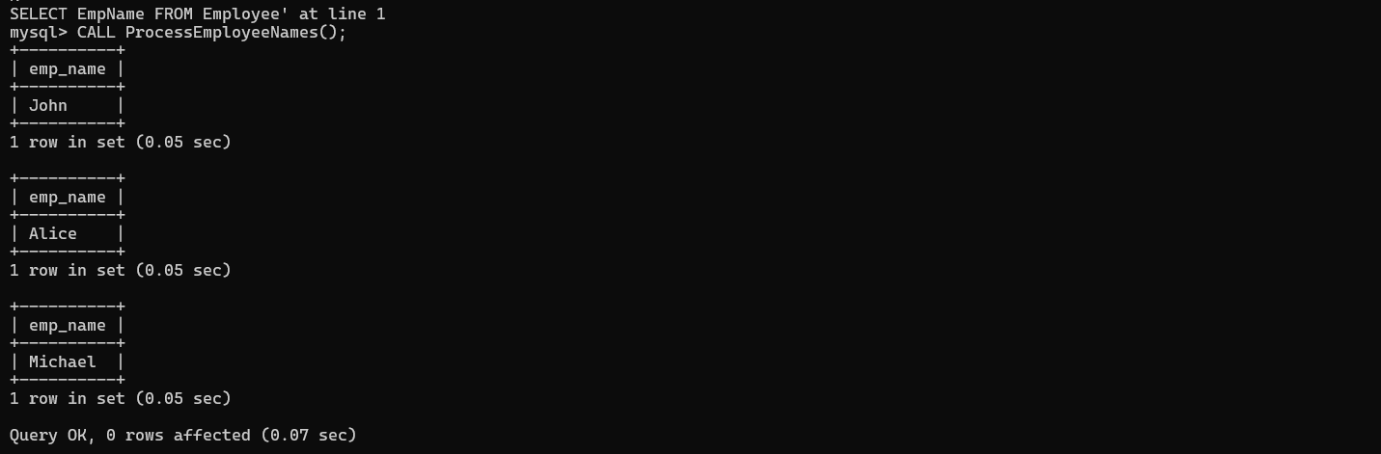 SELECT EmpName FROM Employee' at line 1
mysql> CALL ProcessEmployeeNames();
+----------+
| emp_name |
+----------+
| John     |
+----------+
1 row in set (0.05 sec)

+----------+
| emp_name |
+----------+
| Alice    |
+----------+
1 row in set (0.05 sec)

+----------+
| emp_name |
+----------+
| Michael  |
+----------+
1 row in set (0.05 sec)

Query OK, 0 rows affected (0.07 sec)